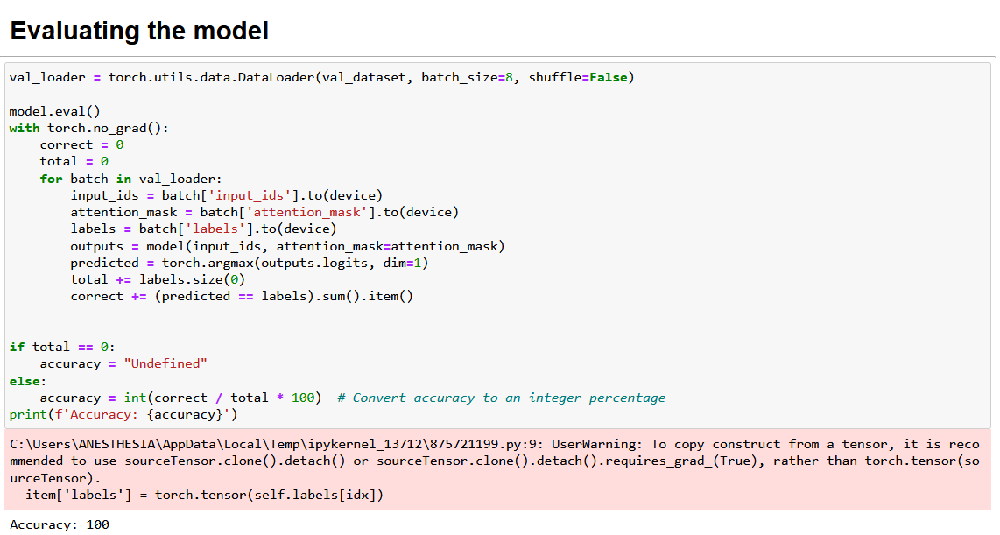 Evaluating the model
val_loader = torch.utils.data.DataLoader(val_dataset, batch_size=8, shuffle=False)
model.eval()
with torch.no_grad():
    correct = 0
    total = 0
    for batch in val_loader:
        input_ids = batch['input_ids'].to(device)
        attention_mask = batch['attention_mask'].to(device)
        labels = batch['labels'].to(device)
        outputs = model(input_ids, attention_mask=attention_mask)
        predicted = torch.argmax(outputs.logits, dim=1)
        total += labels.size(0)
        correct += (predicted == labels).sum().item()
if total == 0:
    accuracy = "Undefined"
else:
    accuracy = int(correct / total * 100)  # Convert accuracy to an integer percentage
print(f'Accuracy: {accuracy}')
C:\Users\ANESTHESIA\AppData\Local\Temp\ipykernel_13712\875721199.py:9: UserWarning: To copy construct from a tensor, it is reco
mmended to use sourceTensor.clone().detach() or sourceTensor.clone().detach().requires_grad_(True), rather than torch.tensor(so
urceTensor).
  item['labels'] = torch.tensor(self.labels[idx])
Accuracy: 100